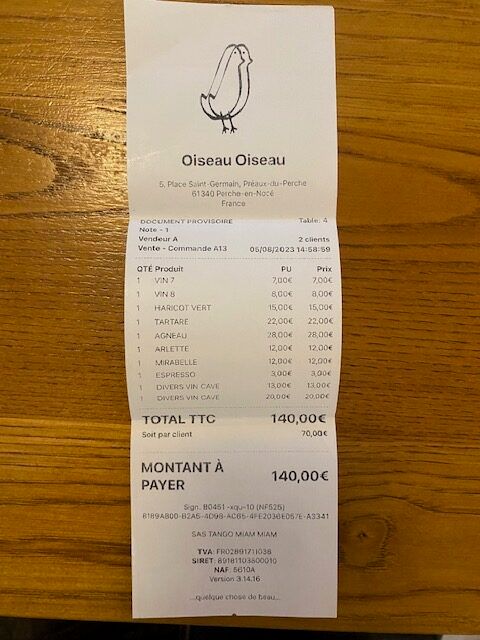 Oiseau Oiseau
5, Place Saint-Germain, Préaux-du-Perche
61340 Perche-en-Nocé
France
DOCUMENT PROVISOIRE Table: 4
Note - 1
Vendeur A 2 clients
Vente - Commande A13 05/08/2023 14:58:59
QTÉ Produit PU Prix
1 VIN 7 7,00€ 7,00€
1 VIN 8 8,00€ 8,00€
1 HARICOT VERT 15,00€ 15,00€
1 TARTARE 22,00€ 22,00€
1 AGNEAU 28,00€ 28,00€
1 ARLETTE 12,00€ 12,00€
1 MIRABELLE 12,00€ 12,00€
1 ESPRESSO 3,00€ 3,00€
1 DIVERS VIN CAVE 13,00€ 13,00€
1 DIVERS VIN CAVE 20,00€ 20,00€
TOTAL TTC 140,00€
Soit par client 70,00€
MONTANT À
PAYER 140,00€
Sign. B0451 -xqu-10 (NF525)
SAS TANGO MIAM MIAM
TVA:
SIRET: 89181103500010
NAF: 5610A
Version 3.14.16
...quelque chose de beau...